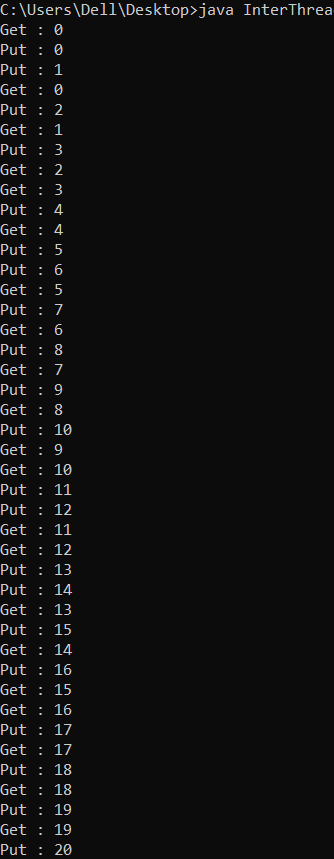 C:\Users\Dell\Desktop>java InterThrea
Get : 0
Put : 0
Put : 1
Get : 0
Put : 2
Get : 1
Put : 3
Get : 2
Get : 3
Put : 4
Get : 4
Put : 5
Put : 6
Get : 5
Put : 7
Get : 6
Put : 8
Get : 7
Put : 9
Get : 8
Put : 10
Get : 9
Get : 10
Put : 11
Put : 12
Get : 11
Get : 12
Put : 13
Put : 14
Get : 13
Put : 15
Get : 14
Put : 16
Get : 15
Get : 16
Put : 17
Get : 17
Put : 18
Get : 18
Put : 19
Get : 19
Put : 20